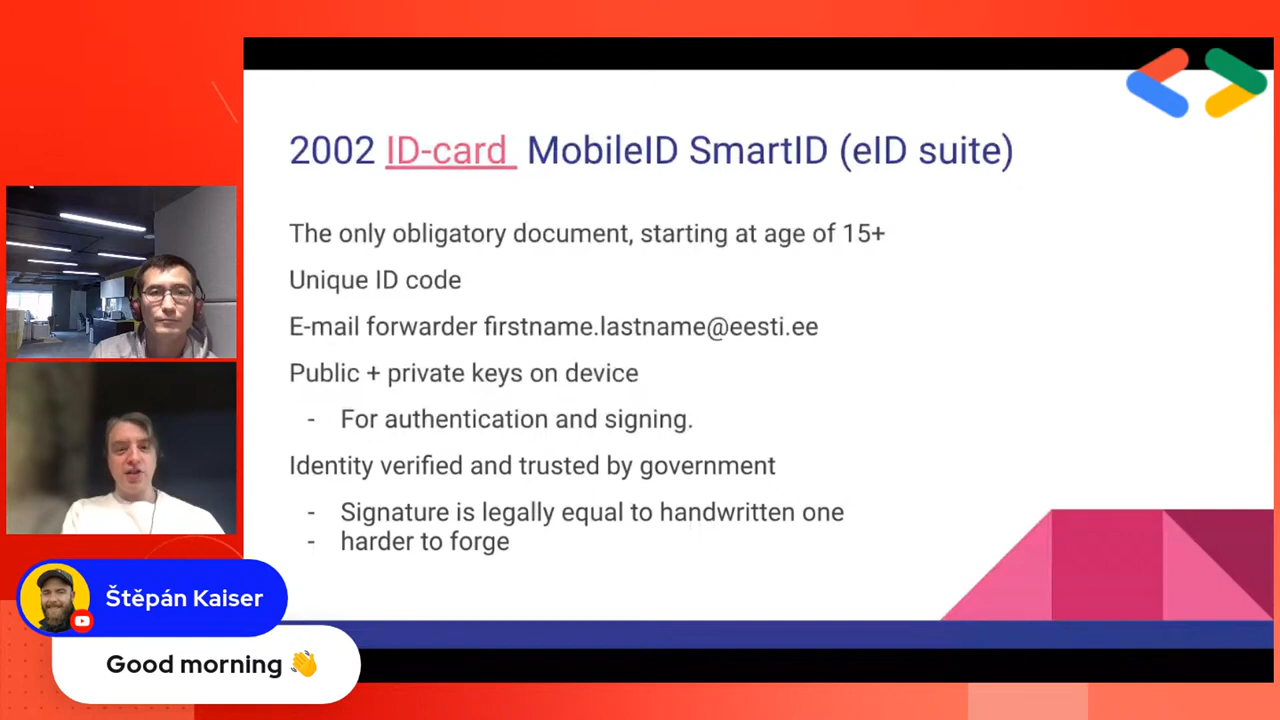 2002 ID-card MobileID SmartID (eID suite)
The only obligatory document, starting at age of 15+
Unique ID code
E-mail forwarder firstname.lastname@eesti.ee
Public + private keys on device
- For authentication and signing.
Identity verified and trusted by government
- Signature is legally equal to handwritten one
- harder to forge
Štěpán Kaiser
Good morning 👋